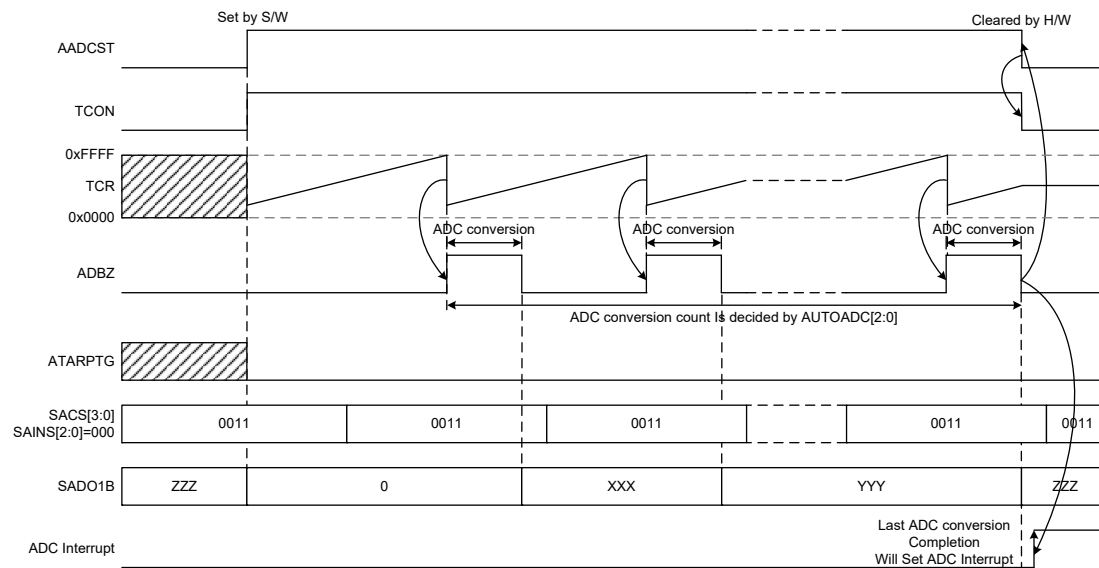 Set by S/W
Cleared by H/W
AADCST
TCON
0xFFFF
TCR
0x0000
ADC conversion
ADC conversion
ADC conversion
ADBZ
ADC conversion count Is decided by AUTOADC[2:0]
ATARPTG
SACS[3:0]
SAINS[2:0]=000
0011
0011
0011
0011
0011
SADO1B
ZZZ
0
XXX
YYY
ZZZ
ADC Interrupt
Last ADC conversion
Completion
Will Set ADC Interrupt